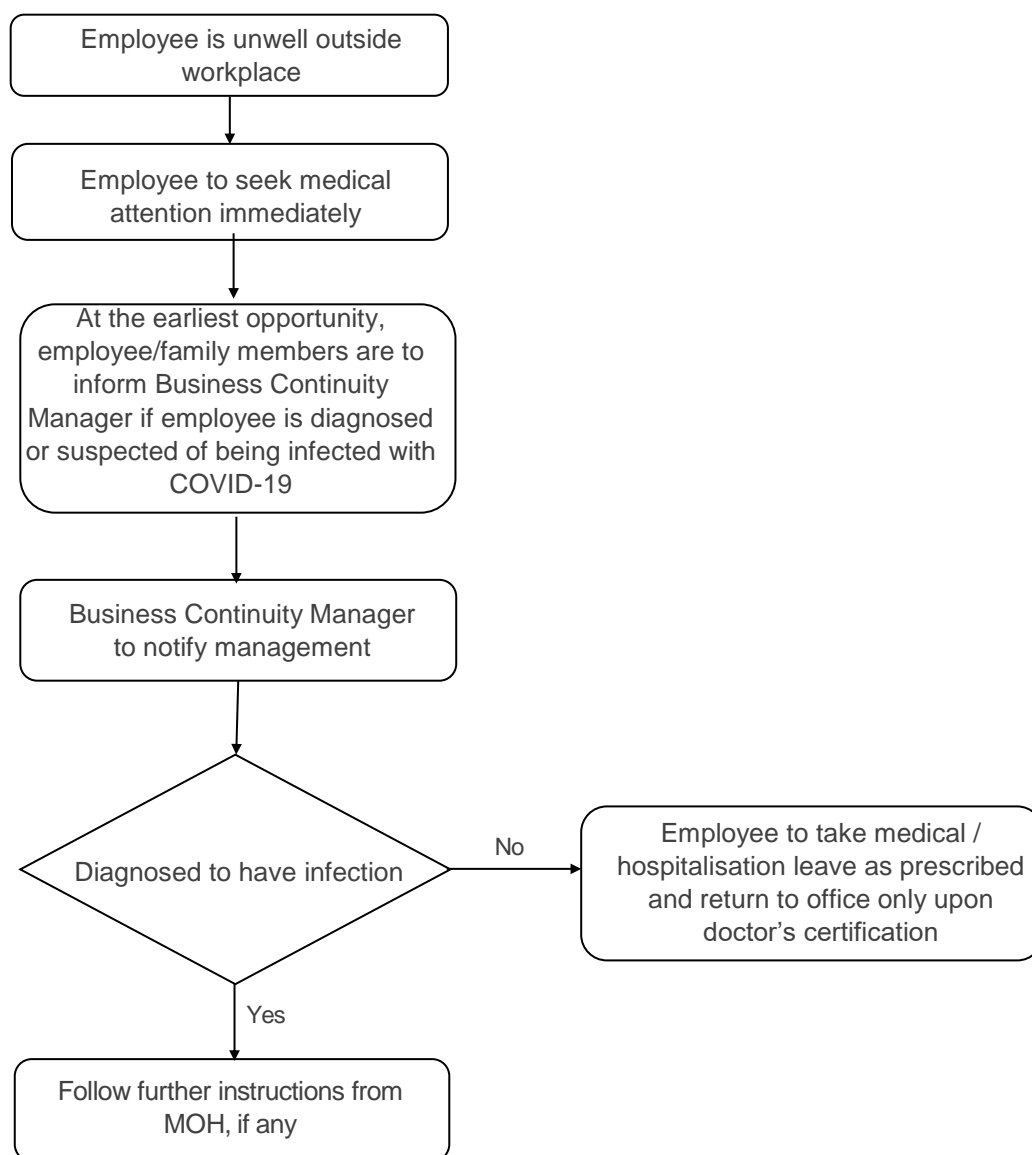 Employee is unwell outside
workplace
Employee to seek medical
attention immediately
At the earliest opportunity,
employee/family members are to
inform Business Continuity
Manager if employee is diagnosed
or suspected of being infected with
COVID-19
Business Continuity Manager
to notify management
Diagnosed to have infection
No
Employee to take medical /
hospitalisation leave as prescribed
and return to office only upon
doctor’s certification
Yes
Follow further instructions from
MOH, if any